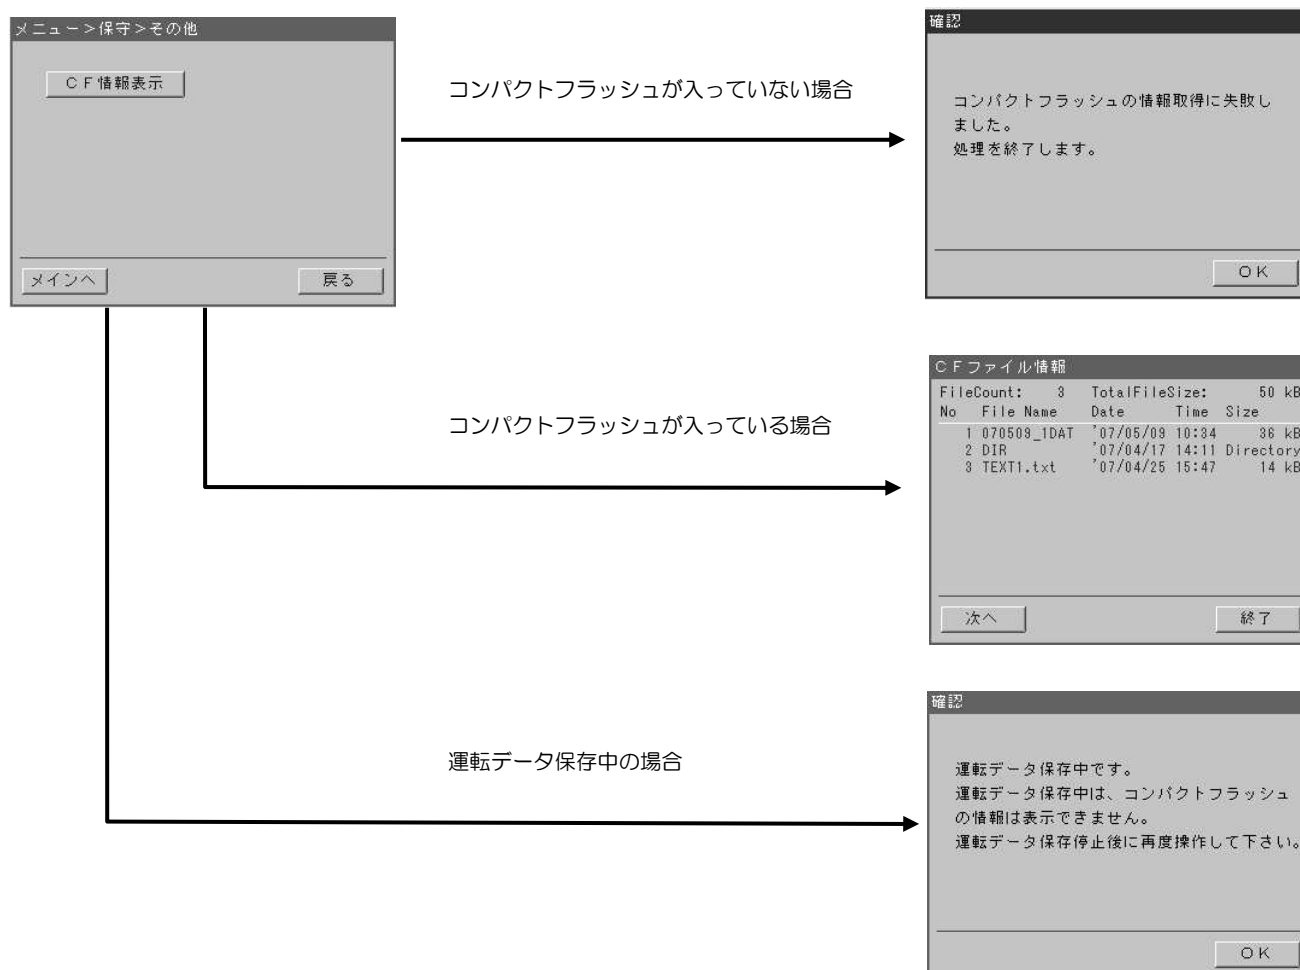 メニュー＞保守＞その他
ＣＦ情報表示
メインへ
戻る
コンパクトフラッシュが入っていない場合
確認
コンパクトフラッシュの情報取得に失敗し
ました。
処理を終了します。
ＯＫ
コンパクトフラッシュが入っている場合
ＣＦファイル情報
FileCount: 3 TotalFileSize: 50 kB
No File Name Date Time Size
1 070509_1DAT '07/05/09 10:34 36 kB
2 DIR '07/04/17 14:11 Directory
3 TEXT1.txt '07/04/25 15:47 14 kB
次へ
終了
運転データ保存中の場合
確認
運転データ保存中です。
運転データ保存中は、コンパクトフラッシュ
の情報は表示できません。
運転データ保存停止後に再度操作して下さい。
ＯＫ